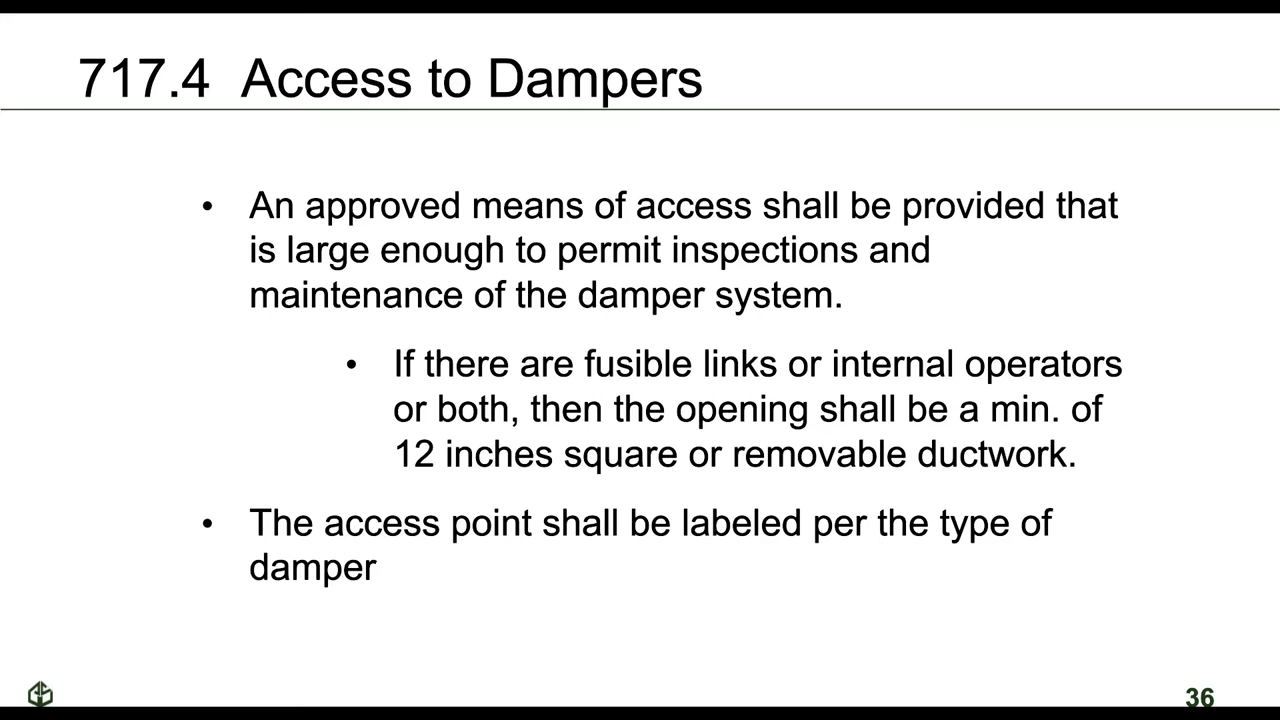 717.4 Access to Dampers
• An approved means of access shall be provided that
is large enough to permit inspections and
maintenance of the damper system.
• If there are fusible links or internal operators
or both, then the opening shall be a min. of
12 inches square or removable ductwork.
• The access point shall be labeled per the type of
damper
36